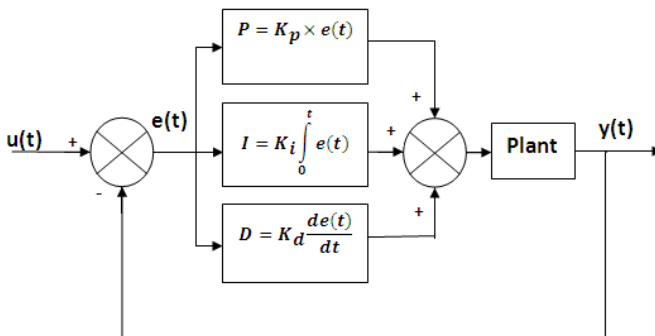 P = K_p × e(t)
+
u(t)
+
e(t)
I = K_i ∫_0^t e(t)
+
Plant
y(t)
-
+
D = K_d de(t)/dt